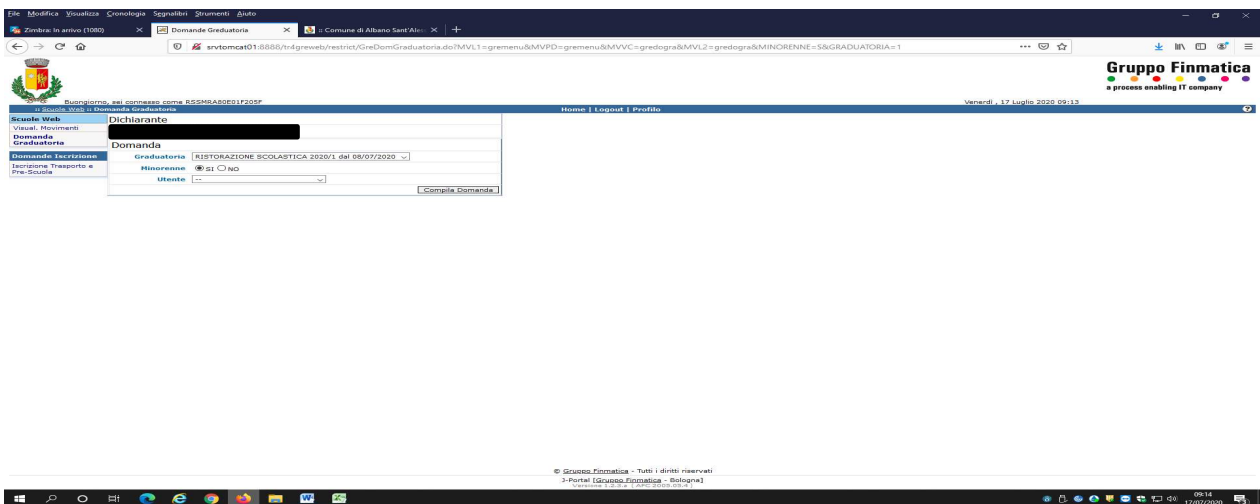 File Modifica Visualizza Cronologia Segnalibri Strumenti Aiuto
Zimbra: In arrivo (1080) Domande Greduatoria :: Comune di Albano Sant'Ales
srvtomcat01:8888/tr4greweb/restrict/GreDomGraduatoria.do?MVL1=gremenu&MVPD=gremenu&MVVC=gredogra&MVL2=gredogra&MINORENNE=S&GRADUATORIA=1
Gruppo Finmatica
a process enabling IT company
Buongiorno, sei connesso come RSSMRA80E01F205F
Venerdì , 17 Luglio 2020 09:13
:: Scuole Web :: Domanda Graduatoria
Home | Logout | Profilo
Scuole Web
Visual. Movimenti
Domanda
Graduatoria
Domande Iscrizione
Iscrizione Trasporto e
Pre-Scuola
Dichiarante
Domanda
Graduatoria RISTORAZIONE SCOLASTICA 2020/1 dal 08/07/2020
Minorenne SI NO
Utente --
Compila Domanda
© Gruppo Finmatica - Tutti i diritti riservati
J-Portal [Gruppo Finmatica - Bologna]
09:14
17/07/2020